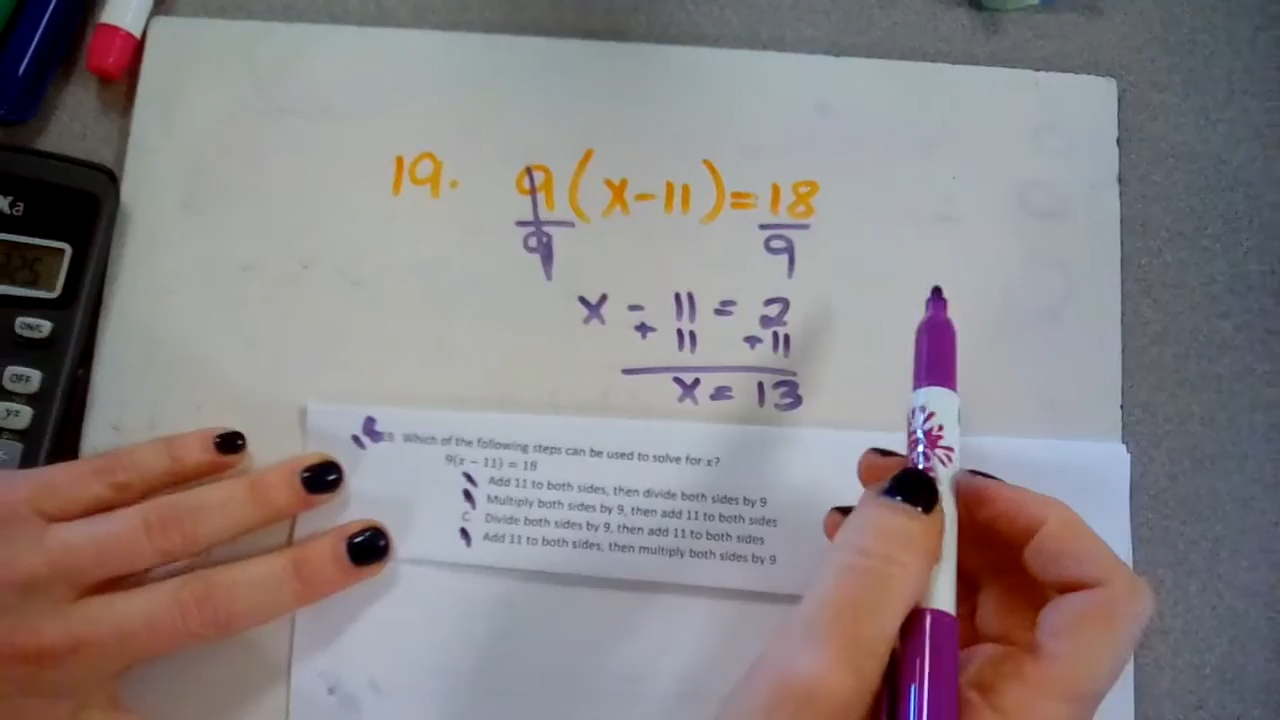 19. 9(x-11)=18
9 9
x - 11 = 2
+ 11 +11
x = 13
Which of the following steps can be used to solve for x?
9(x − 11) = 18
Add 11 to both sides, then divide both sides by 9
Multiply both sides by 9, then add 11 to both sides
C. Divide both sides by 9, then add 11 to both sides
Add 11 to both sides, then multiply both sides by 9
ON/C
OFF